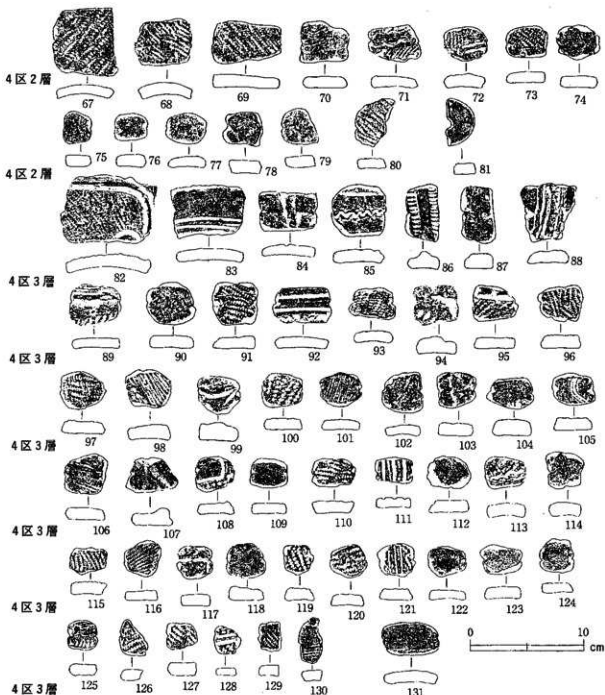 4区2層 67 68 69 70 71 72 73 74
4区2層 75 76 77 78 79 80 81
4区3層 82 83 84 85 86 87 88
4区3層 89 90 91 92 93 94 95 96
4区3層 97 98 99 100 101 102 103 104 105
4区3層 106 107 108 109 110 111 112 113 114
4区3層 115 116 117 118 119 120 121 122 123 124
4区3層 125 126 127 128 129 130 131
0 10 cm